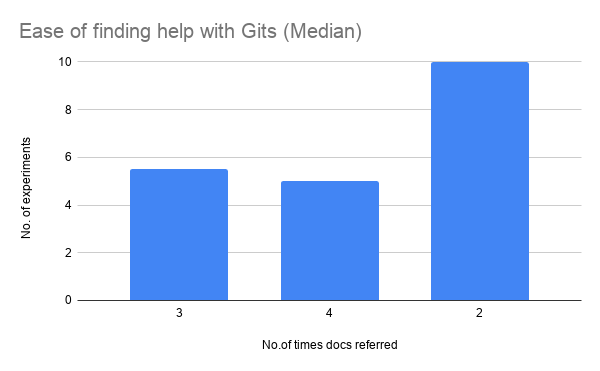 Ease of finding help with Gits (Median)
10
8
6
4
2
0
No. of experiments
3 4 2
No.of times docs referred